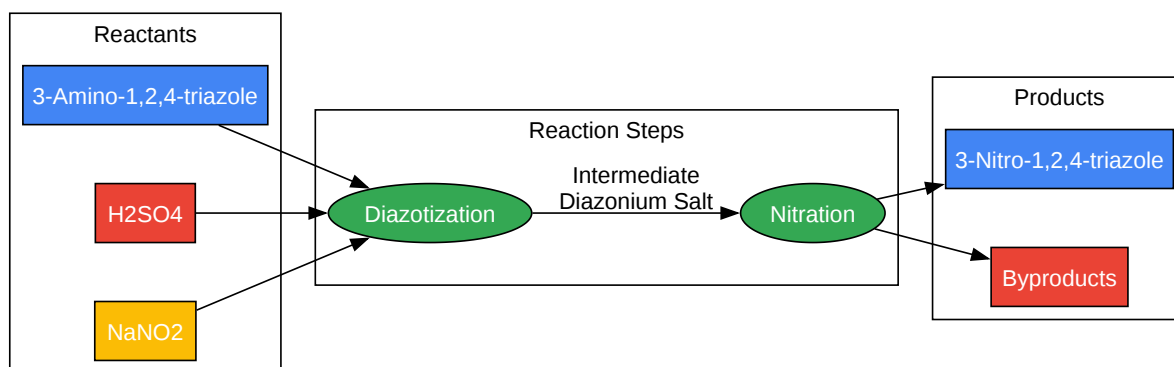 Reactants
3-Amino-1,2,4-triazole
H2SO4
NaNO2
Reaction Steps
Diazotization
Intermediate
Diazonium Salt
Nitration
Products
3-Nitro-1,2,4-triazole
Byproducts